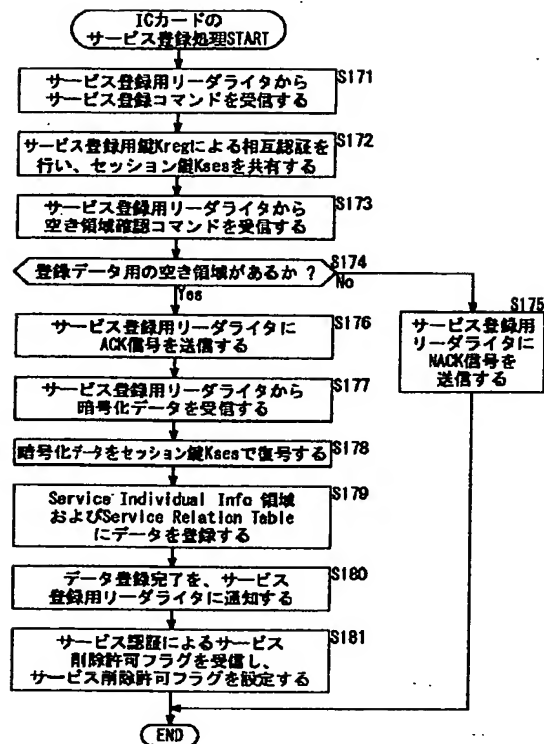 ICカードの
サービス登録処理START
サービス登録用リーダライタから
サービス登録コマンドを受信する
S171
サービス登録用鍵Kregによる相互認証を
行い、セッション鍵Ksesを共有する
S172
サービス登録用リーダライタから
空き領域確認コマンドを受信する
S173
登録データ用の空き領域があるか ?
S174
No
Yes
サービス登録用
リーダライタに
NACK信号を
送信する
S175
サービス登録用リーダライタに
ACK信号を送信する
S176
サービス登録用リーダライタから
暗号化データを受信する
S177
暗号化データをセッション鍵Ksesで復号する
S178
Service Individual Info 領域
およびService Relation Table
にデータを登録する
S179
データ登録完了を、サービス
登録用リーダライタに通知する
S180
サービス認証によるサービス
削除許可フラグを受信し、
サービス削除許可フラグを設定する
S181
END